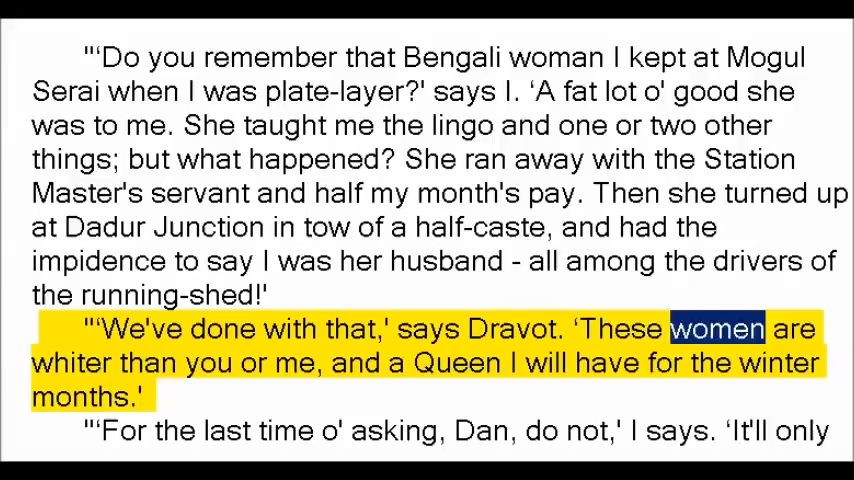 "‘Do you remember that Bengali woman I kept at Mogul
Serai when I was plate-layer?' says I. ‘A fat lot o' good she
was to me. She taught me the lingo and one or two other
things; but what happened? She ran away with the Station
Master's servant and half my month's pay. Then she turned up
at Dadur Junction in tow of a half-caste, and had the
impidence to say I was her husband - all among the drivers of
the running-shed!'
"‘We've done with that,' says Dravot. ‘These women are
whiter than you or me, and a Queen I will have for the winter
months.'
"‘For the last time o' asking, Dan, do not,' I says. ‘It'll only